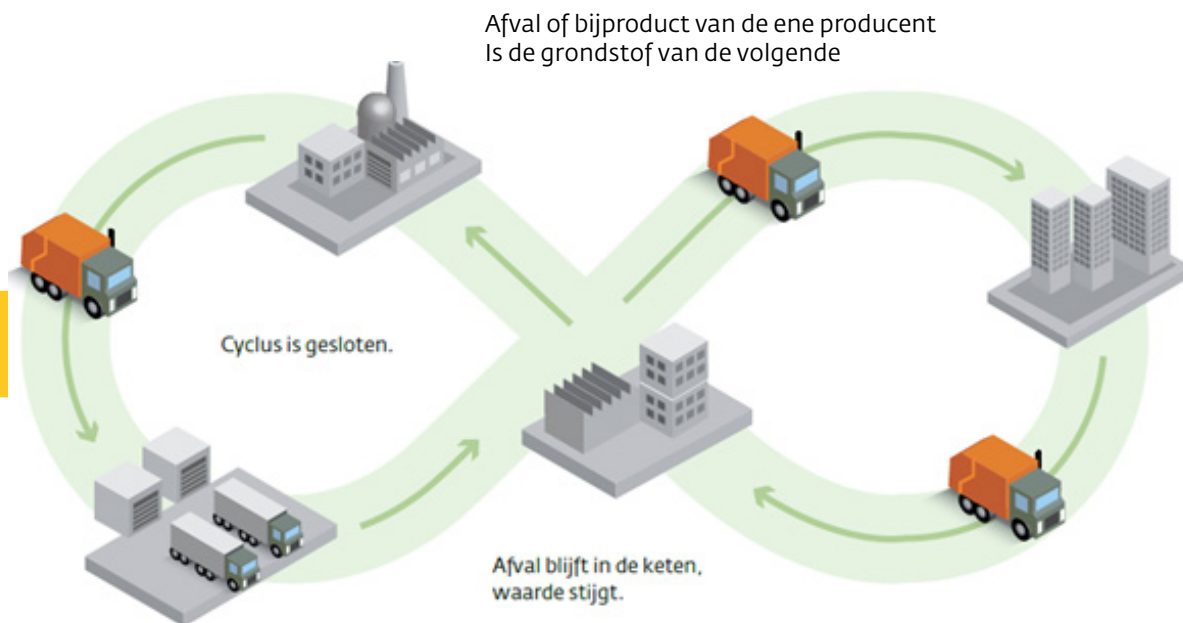 Afval of bijproduct van de ene producent
Is de grondstof van de volgende
Cyclus is gesloten.
Afval blijft in de keten,
waarde stijgt.